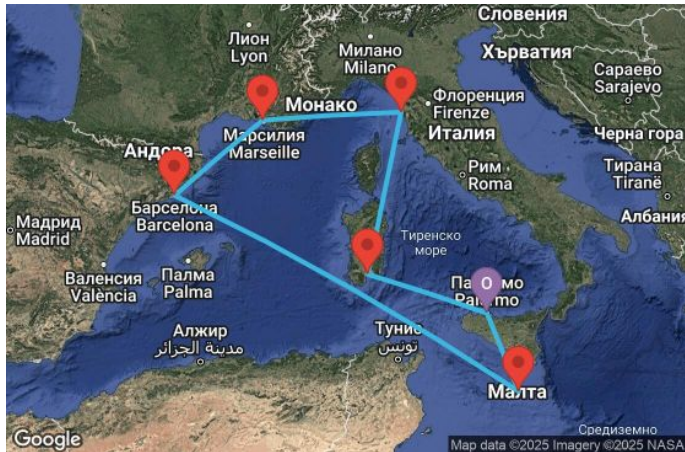 Словения
Лион
Lyon
Милано
Milano
Хърватия
Сараево
Sarajevo
Монако
Флоренция
Firenze
Марсилия
Marseille
Италия
Черна гора
Андора
Рим
Roma
Тирана
Tiranë
Барселона
Barcelona
Албания
Мадрид
Madrid
Тиренско
море
Валенсия
València
Палма
Palma
O
Алжир
مدينة الجزائر
Тунис
تونس
Малта
Средиземно
Google
Map data ©2025 Imagery ©2025 NASA